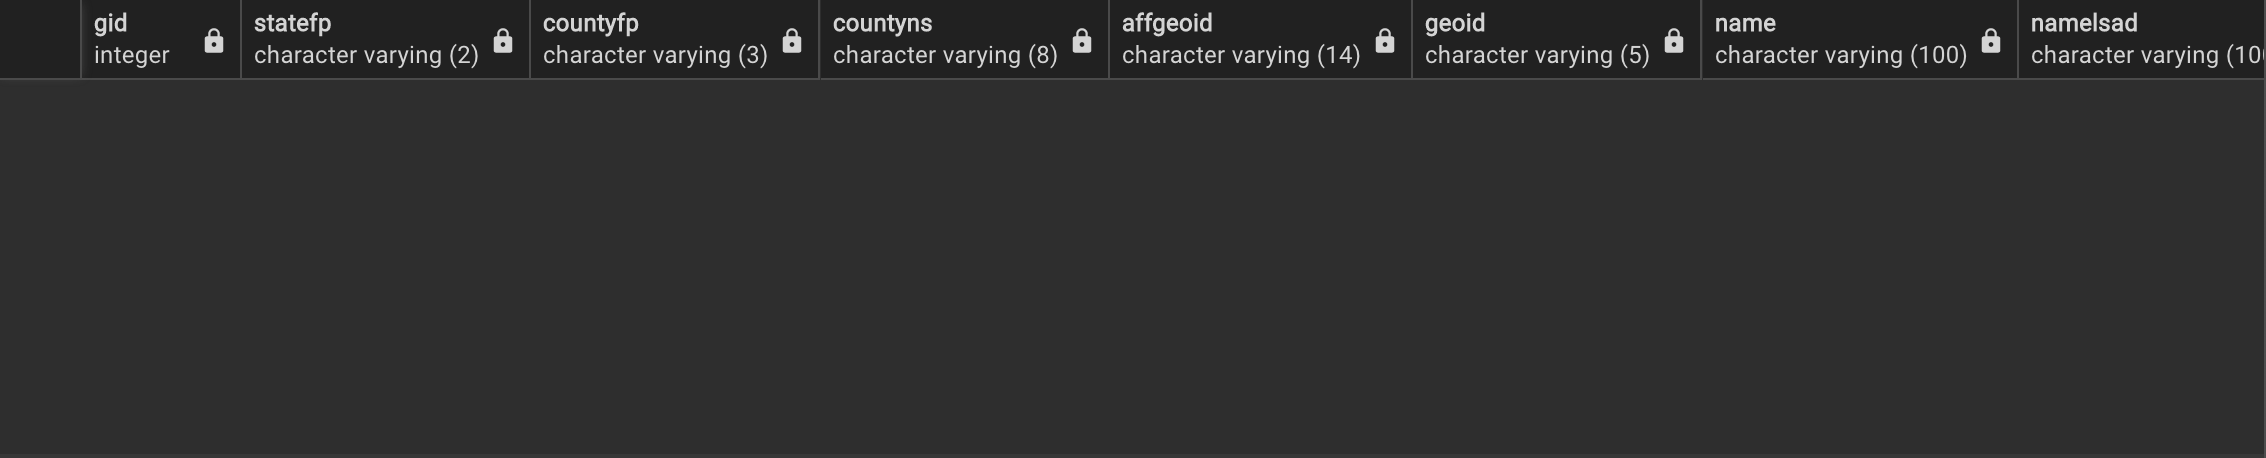 gid
integer
statefp
character varying (2)
countyfp
character varying (3)
countyns
character varying (8)
affgeoid
character varying (14)
geoid
character varying (5)
name
character varying (100)
namelsad
character varying (10